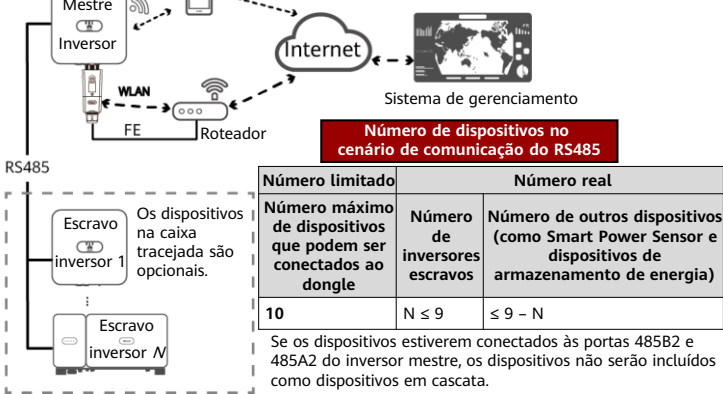 Mestre
Inversor
Internet
WLAN
FE
Roteador
Sistema de gerenciamento
RS485
Número de dispositivos no
cenário de comunicação do RS485
Número limitado
Número real
Número máximo
de dispositivos
que podem ser
conectados ao
dongle
Número
de
inversores
escravos
Número de outros dispositivos
(como Smart Power Sensor e
dispositivos de
armazenamento de energia)
10
N ≤ 9
≤ 9 – N
Escravo
inversor 1
Os dispositivos
na caixa
tracejada são
opcionais.
Escravo
inversor N
Se os dispositivos estiverem conectados às portas 485B2 e
485A2 do inversor mestre, os dispositivos não serão incluídos
como dispositivos em cascata.